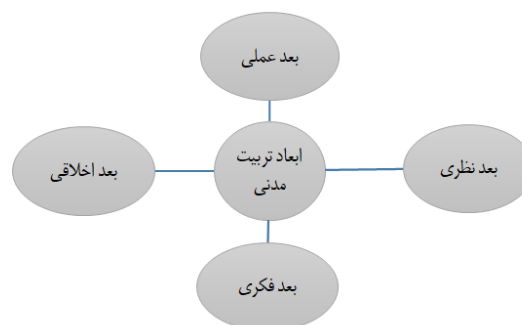 بعد عملی
ابعاد تربیت
مدنی
بعد نظری
بعد اخلاقی
بعد فکری